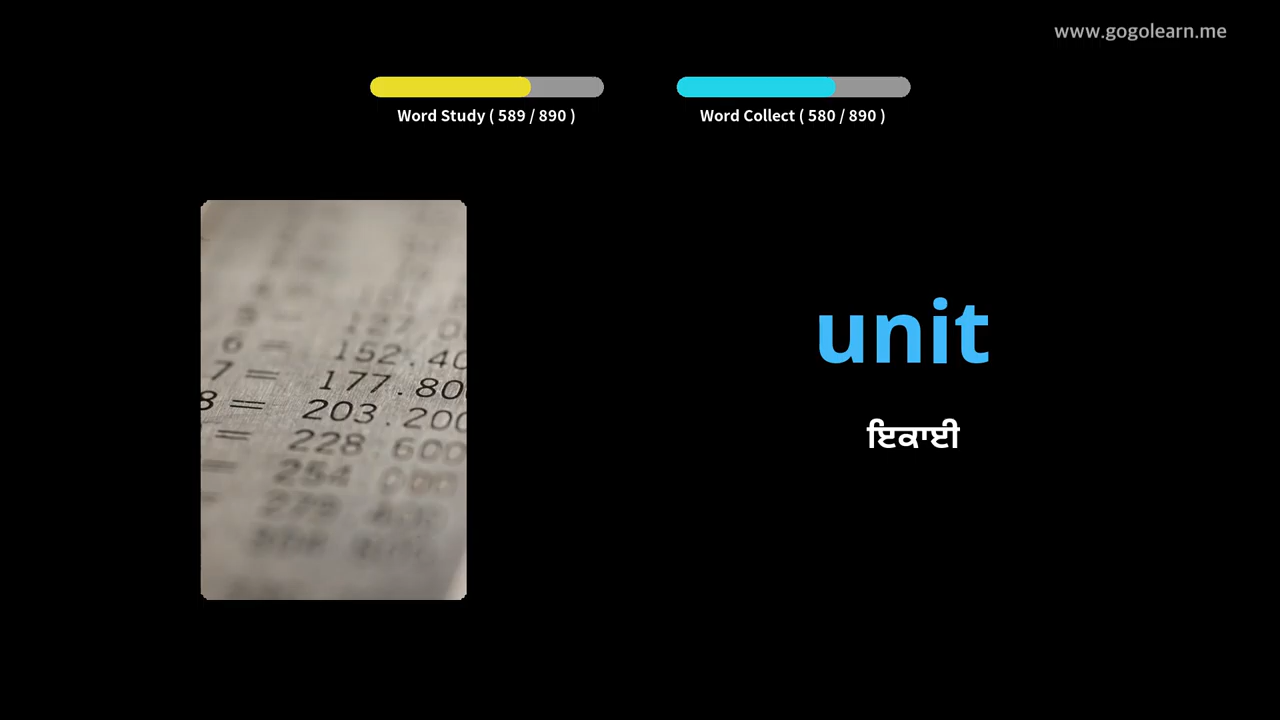 www.gogolearn.me
Word Study ( 589 / 890 )
Word Collect ( 580 / 890 )
6 = 152.40
7 = 177.80
8 = 203.200
= 228.600
254 000
unit
ਇਕਾਈ